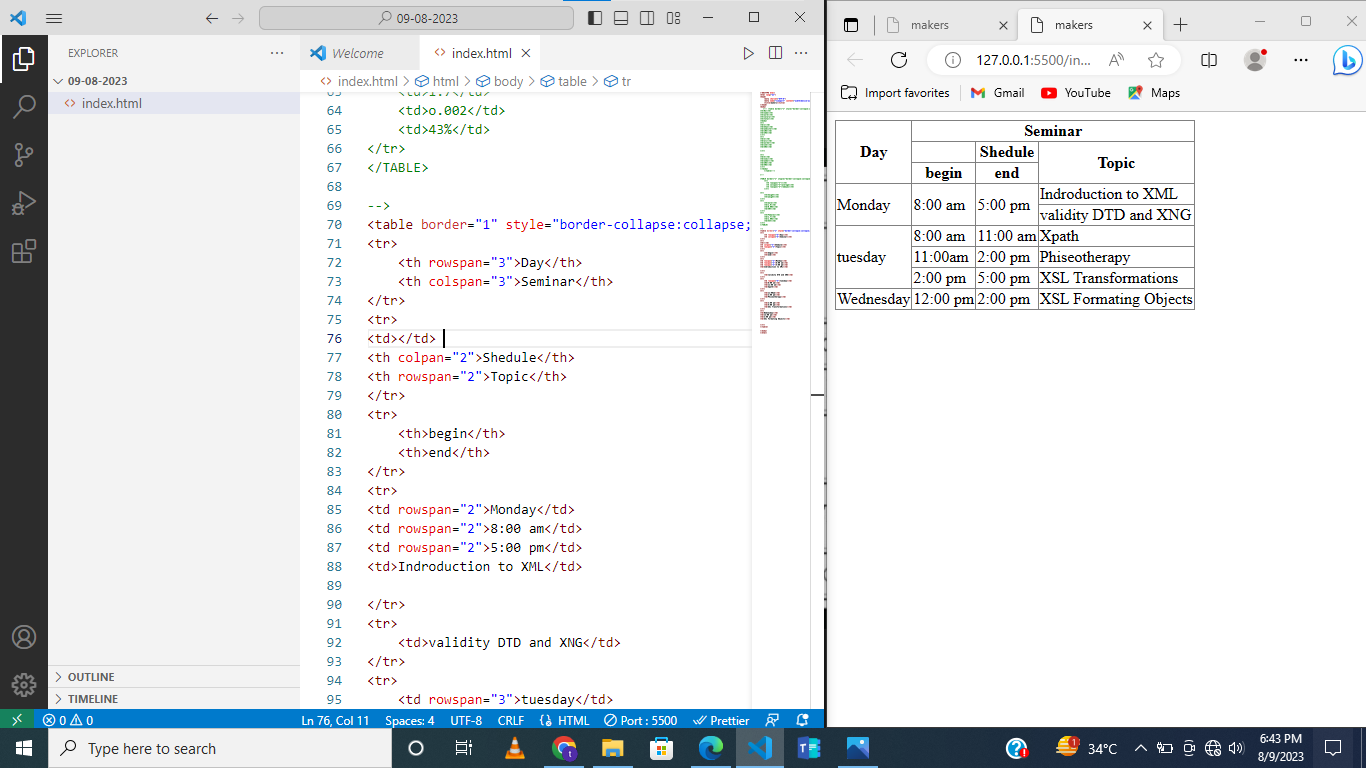 09-08-2023
EXPLORER
09-08-2023
index.html
OUTLINE
TIMELINE
Welcome
index.html
index.html > html > body > table > tr
63 <td>1.7</td>
64 <td>o.002</td>
65 <td>43%</td>
66 </tr>
67 </TABLE>
68
69 -->
70 <table border="1" style="border-collapse:collapse;
71 <tr>
72 <th rowspan="3">Day</th>
73 <th colspan="3">Seminar</th>
74 </tr>
75 <tr>
76 <td></td>
77 <th colpan="2">Shedule</th>
78 <th rowspan="2">Topic</th>
79 </tr>
80 <tr>
81 <th>begin</th>
82 <th>end</th>
83 </tr>
84 <tr>
85 <td rowspan="2">Monday</td>
86 <td rowspan="2">8:00 am</td>
87 <td rowspan="2">5:00 pm</td>
88 <td>Indroduction to XML</td>
89
90 </tr>
91 <tr>
92 <td>validity DTD and XNG</td>
93 </tr>
94 <tr>
95 <td rowspan="3">tuesday</td>
0 0 Ln 76, Col 11 Spaces: 4 UTF-8 CRLF HTML Port : 5500 Prettier
makers
makers
127.0.0.1:5500/in...
Import favorites Gmail YouTube Maps
Day Seminar
Shedule Topic
begin end
Monday 8:00 am 5:00 pm Indroduction to XML
validity DTD and XNG
tuesday 8:00 am 11:00 am Xpath
11:00am 2:00 pm Phiseotherapy
2:00 pm 5:00 pm XSL Transformations
Wednesday 12:00 pm 2:00 pm XSL Formating Objects
Type here to search
1
34°C
6:43 PM
8/9/2023